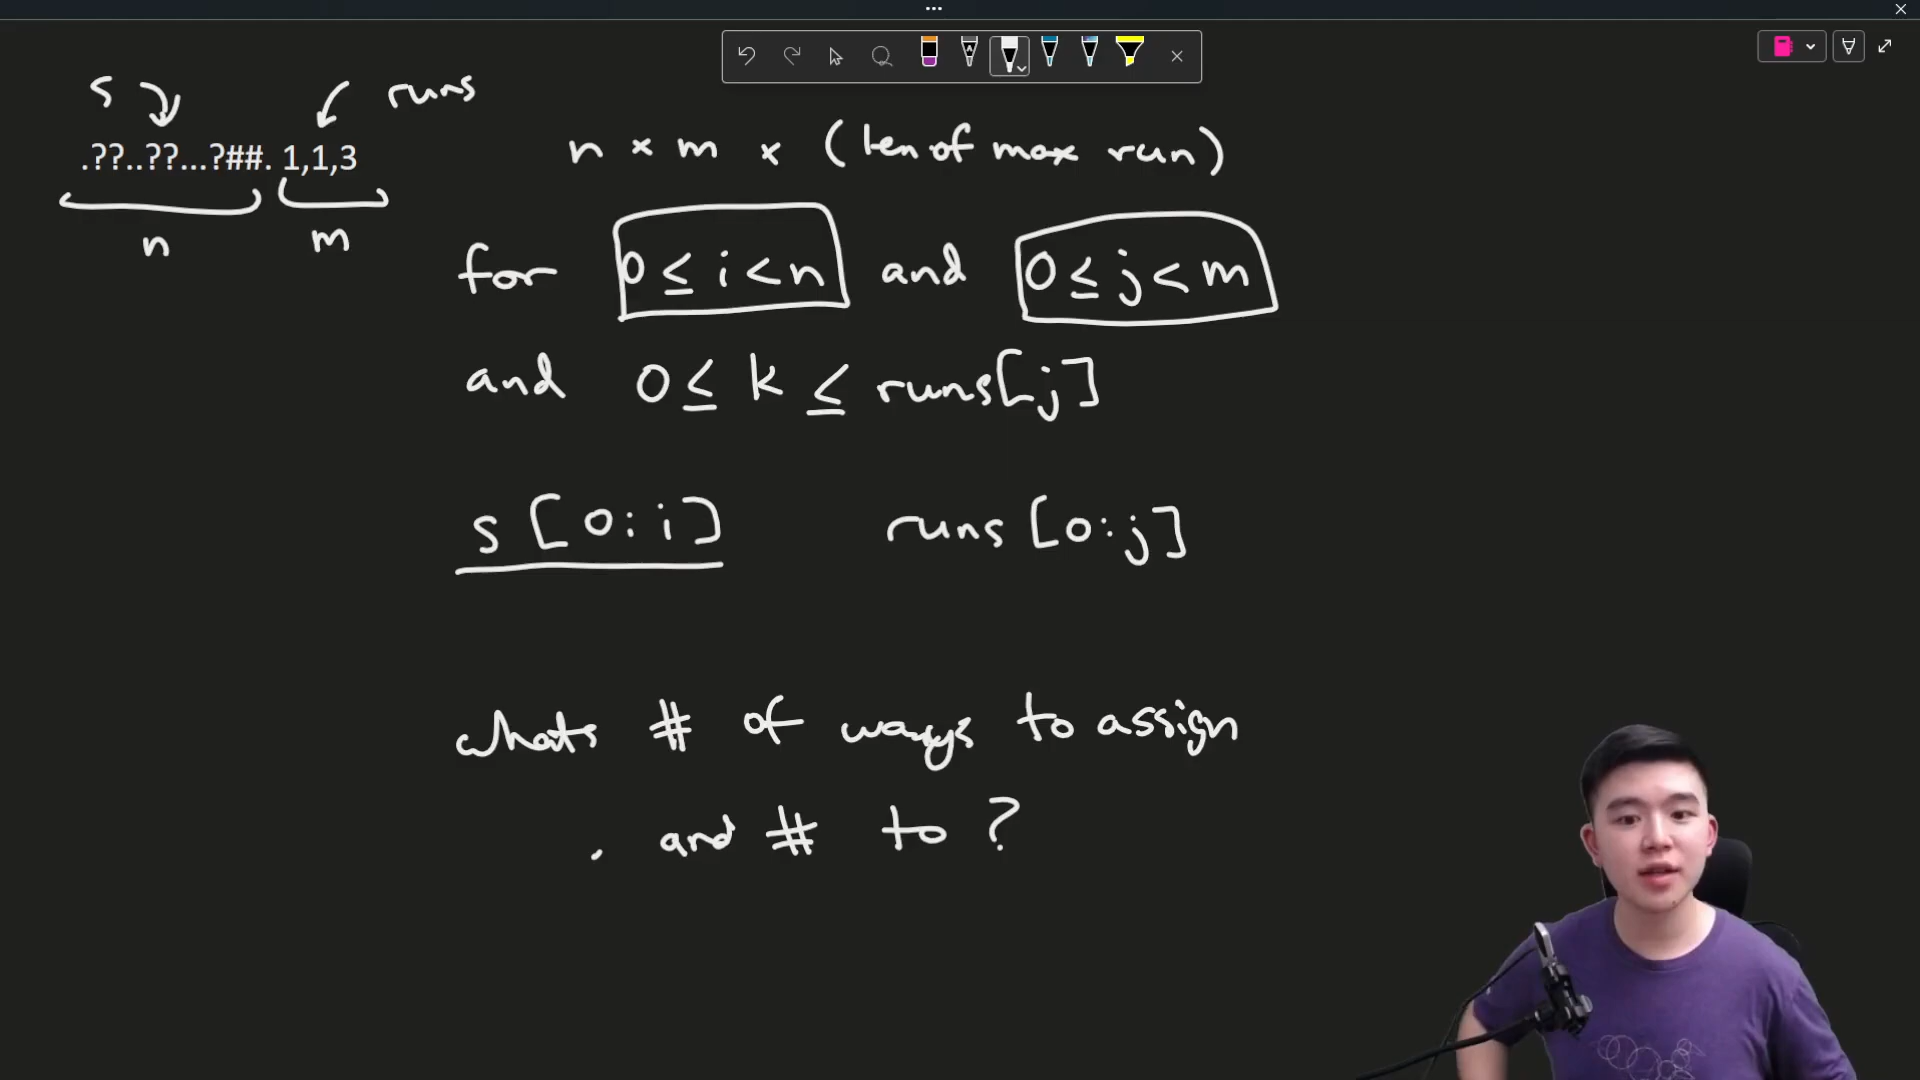 s runs
.??..??...?##. 1,1,3
n m
n × m × (len of max run)
for 0 ≤ i < n and 0 ≤ j < m
and 0 ≤ k ≤ runs[j]
s[0:i] runs[0:j]
whats # of ways to assign
. and # to ?